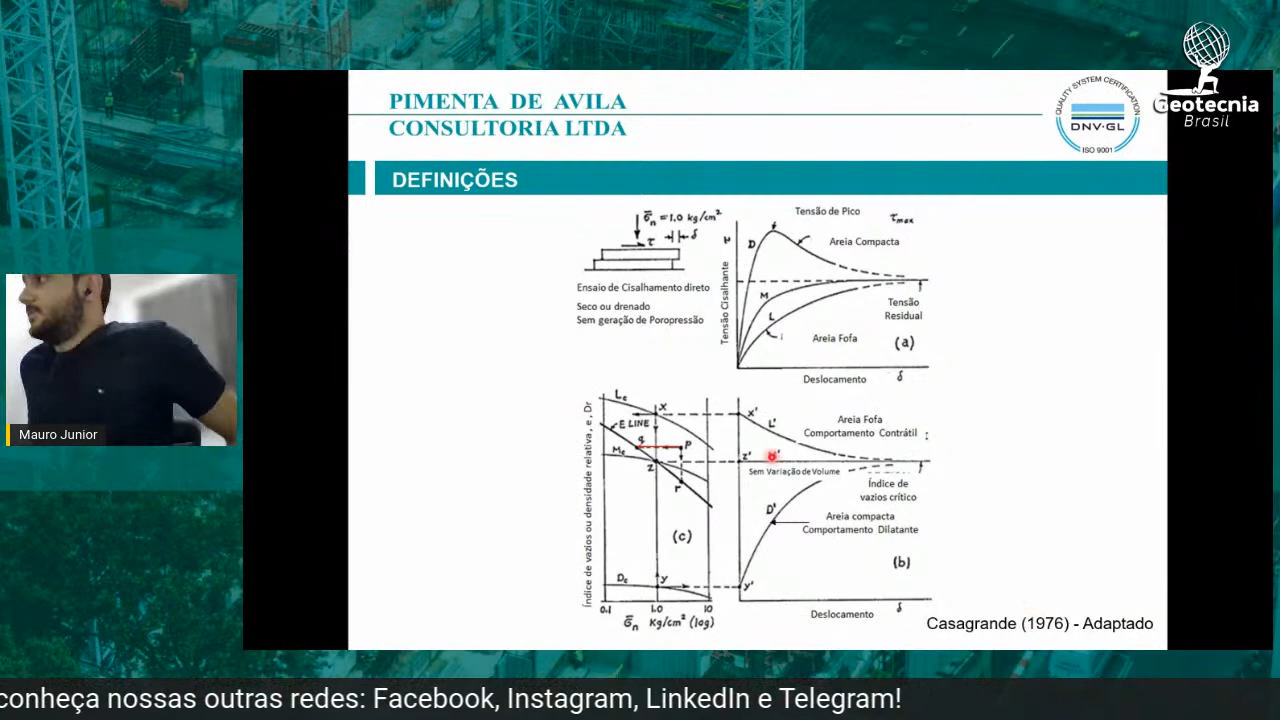 PIMENTA DE AVILA
CONSULTORIA LTDA
QUALITY SYSTEM CERTIFICATION
DNV·GL
ISO 9001
Geotecnia
Brasil
DEFINIÇÕES
σ̄n = 1.0 kg/cm²
τ
δ
Ensaio de Cisalhamento direto
Seco ou drenado
Sem geração de Poropressão
Tensão de Pico
τmax
D
Areia Compacta
M
L
Tensão Cisalhante
Tensão
Residual
Areia Fofa
(a)
Deslocamento
δ
Lc
x
E LINE
q
p
Mc
z
r
(c)
Dc
y
Índice de vazios ou densidade relativa, e, Dr
0.1
1.0
10
σ̄n Kg/cm² (log)
x'
L'
Areia Fofa
Comportamento Contrátil
z'
Sem Variação de Volume
Índice de
vazios crítico
D'
Areia compacta
Comportamento Dilatante
(b)
y'
Deslocamento
δ
Casagrande (1976) - Adaptado
Mauro Junior
conheça nossas outras redes: Facebook, Instagram, LinkedIn e Telegram!